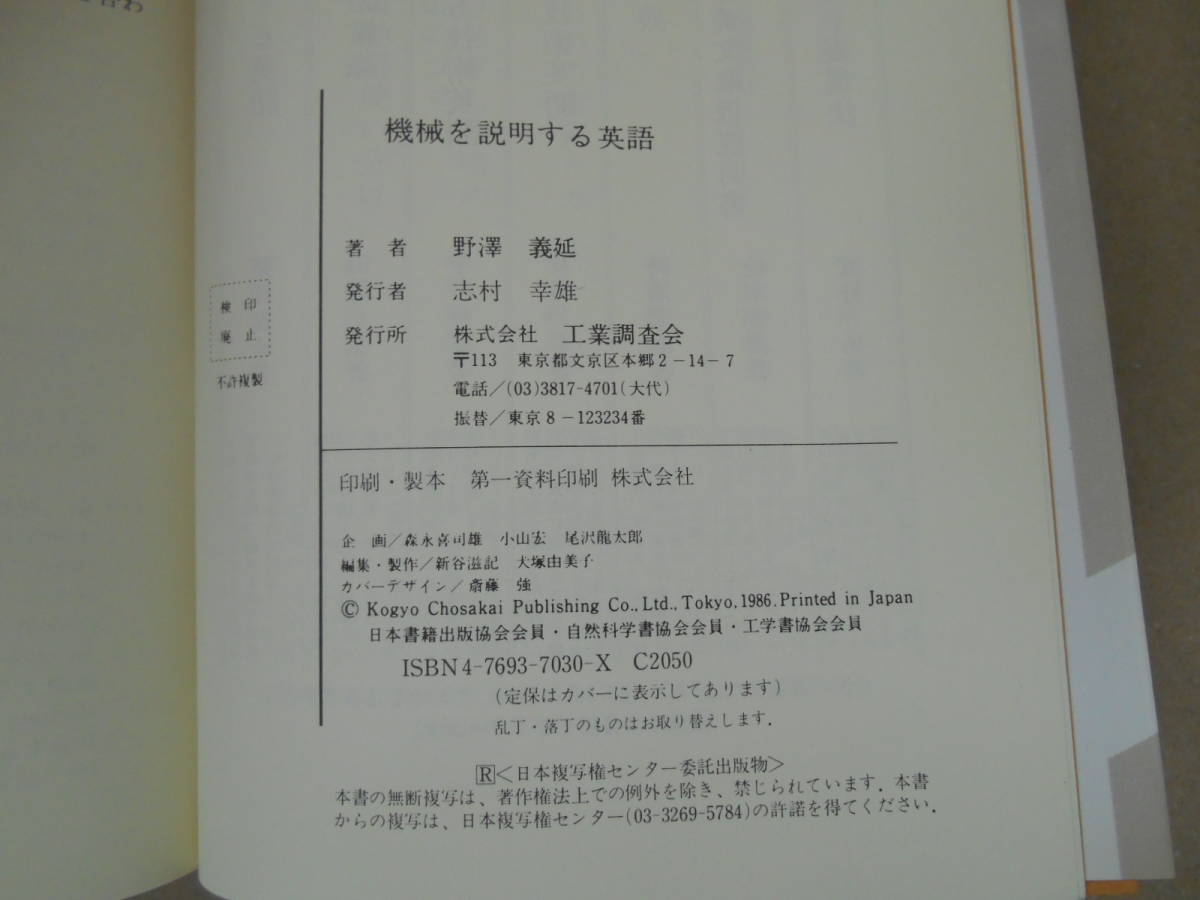 機械を説明する英語
著 者 野澤 義延
発行者 志村 幸雄
発行所 株式会社 工業調査会
〒113 東京都文京区本郷2-14-7
電話/(03)3817-4701(大代)
振替/東京8-123234番
検 印
廃 止
不許複製
印刷・製本 第一資料印刷 株式会社
企 画/森永喜司雄 小山宏 尾沢龍太郎
編集・製作/新谷滋記 犬塚由美子
カバーデザイン/斎藤 強
© Kogyo Chosakai Publishing Co., Ltd., Tokyo. 1986. Printed in Japan
日本書籍出版協会会員・自然科学書協会会員・工学書協会会員
ISBN4-7693-7030-X C2050
(定保はカバーに表示してあります)
乱丁・落丁のものはお取り替えします.
R<日本複写権センター委託出版物>
本書の無断複写は、著作権法上での例外を除き、禁じられています. 本書
からの複写は、日本複写権センター(03-3269-5784)の許諾を得てください.